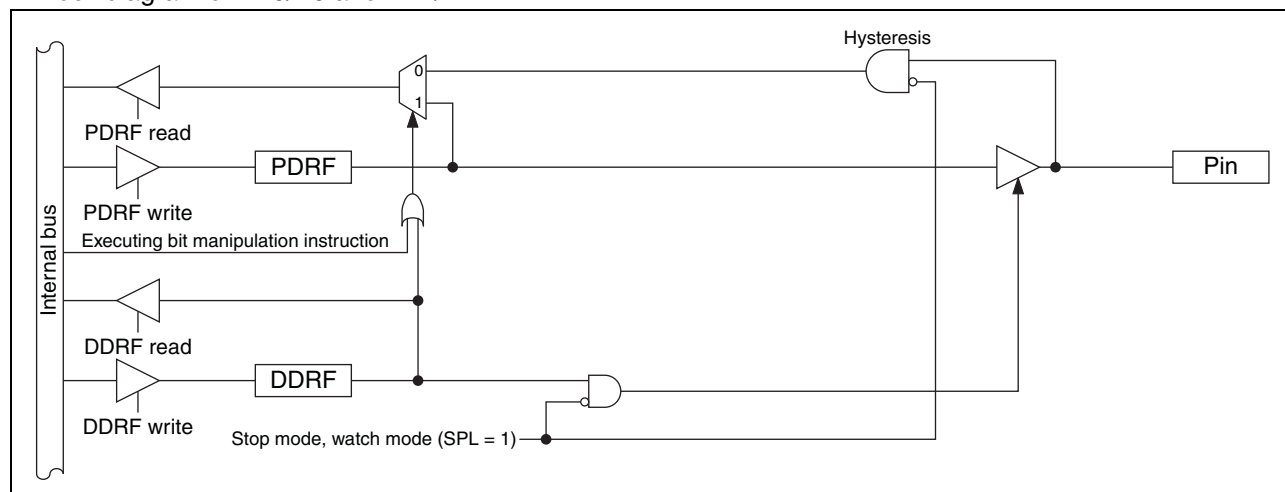 Hysteresis
0
1
PDRF read
PDRF
Pin
PDRF write
Executing bit manipulation instruction
Internal bus
DDRF read
DDRF
DDRF write
Stop mode, watch mode (SPL = 1)